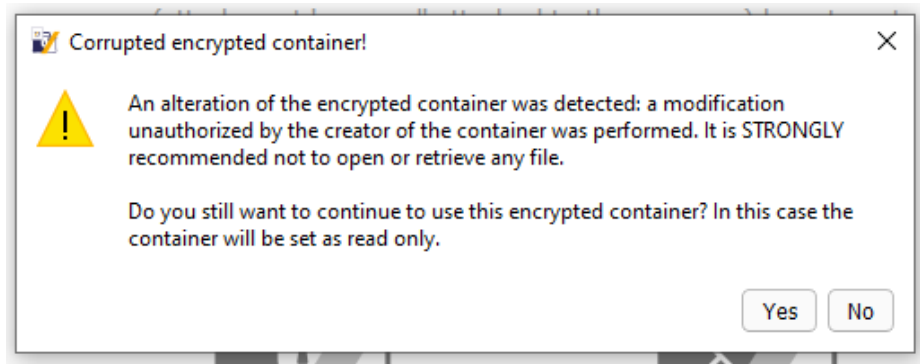 Corrupted encrypted container!
An alteration of the encrypted container was detected: a modification
unauthorized by the creator of the container was performed. It is STRONGLY
recommended not to open or retrieve any file.
Do you still want to continue to use this encrypted container? In this case the
container will be set as read only.
Yes No